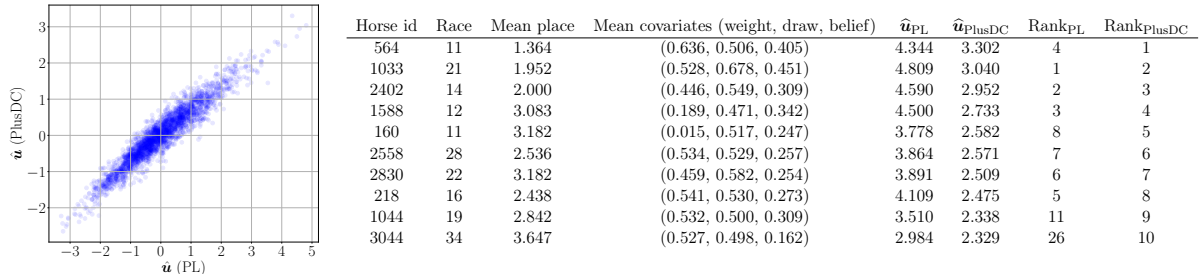 3
2
1
0
−1
−2
û (PlusDC)
−3 −2 −1 0 1 2 3 4 5
û (PL)
Horse id Race Mean place Mean covariates (weight, draw, belief) û_PL û_PlusDC Rank_PL Rank_PlusDC
564 11 1.364 (0.636, 0.506, 0.405) 4.344 3.302 4 1
1033 21 1.952 (0.528, 0.678, 0.451) 4.809 3.040 1 2
2402 14 2.000 (0.446, 0.549, 0.309) 4.590 2.952 2 3
1588 12 3.083 (0.189, 0.471, 0.342) 4.500 2.733 3 4
160 11 3.182 (0.015, 0.517, 0.247) 3.778 2.582 8 5
2558 28 2.536 (0.534, 0.529, 0.257) 3.864 2.571 7 6
2830 22 3.182 (0.459, 0.582, 0.254) 3.891 2.509 6 7
218 16 2.438 (0.541, 0.530, 0.273) 4.109 2.475 5 8
1044 19 2.842 (0.532, 0.500, 0.309) 3.510 2.338 11 9
3044 34 3.647 (0.527, 0.498, 0.162) 2.984 2.329 26 10